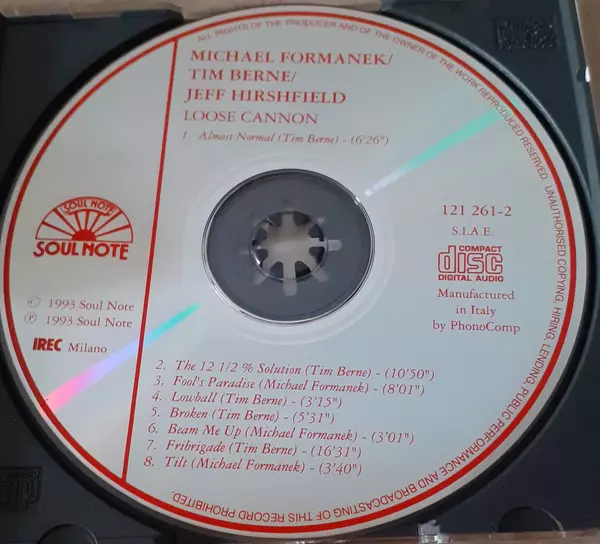 ALL RIGHTS OF THE PRODUCER AND OF THE OWNER OF THE WORK REPRODUCED RESERVED. UNAUTHORISED COPYING, HIRING, LENDING, PUBLIC PERFORMANCE AND BROADCASTING OF THIS RECORD PROHIBITED.
MICHAEL FORMANEK/
TIM BERNE/
JEFF HIRSHFIELD
LOOSE CANNON
1. Almost Normal (Tim Berne) - (6'26")
SOUL NOTE
SOUL NOTE
© 1993 Soul Note
℗ 1993 Soul Note
IREC Milano
121 261-2
S.I.A.E.
COMPACT
disc
DIGITAL AUDIO
Manufactured
in Italy
by PhonoComp
2. The 12 1/2 % Solution (Tim Berne) - (10'50")
3. Fool's Paradise (Michael Formanek) - (8'01")
4. Lowball (Tim Berne) - (3'15")
5. Broken (Tim Berne) - (5'31")
6. Beam Me Up (Michael Formanek) - (3'01")
7. Fribrigade (Tim Berne) - (16'31")
8. Tilt (Michael Formanek) - (3'40")